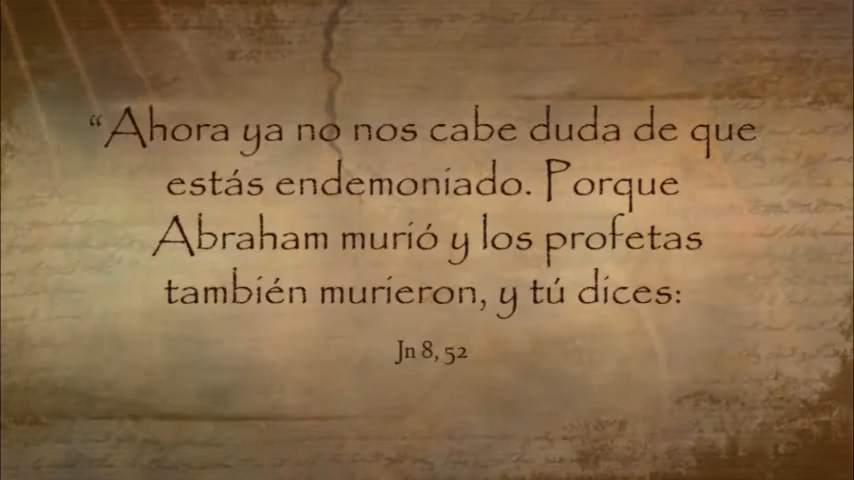 “Ahora ya no nos cabe duda de que
estás endemoniado. Porque
Abraham murió y los profetas
también murieron, y tú dices:
Jn 8, 52